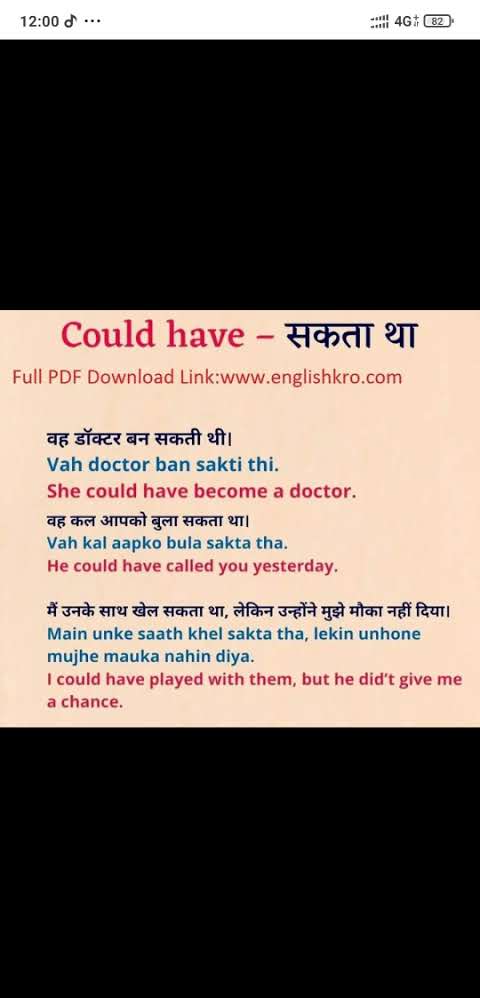 12:00
4G 82
Could have – सकता था
Full PDF Download Link:www.englishkro.com
वह डॉक्टर बन सकती थी।
Vah doctor ban sakti thi.
She could have become a doctor.
वह कल आपको बुला सकता था।
Vah kal aapko bula sakta tha.
He could have called you yesterday.
मैं उनके साथ खेल सकता था, लेकिन उन्होंने मुझे मौका नहीं दिया।
Main unke saath khel sakta tha, lekin unhone
mujhe mauka nahin diya.
I could have played with them, but he did't give me
a chance.